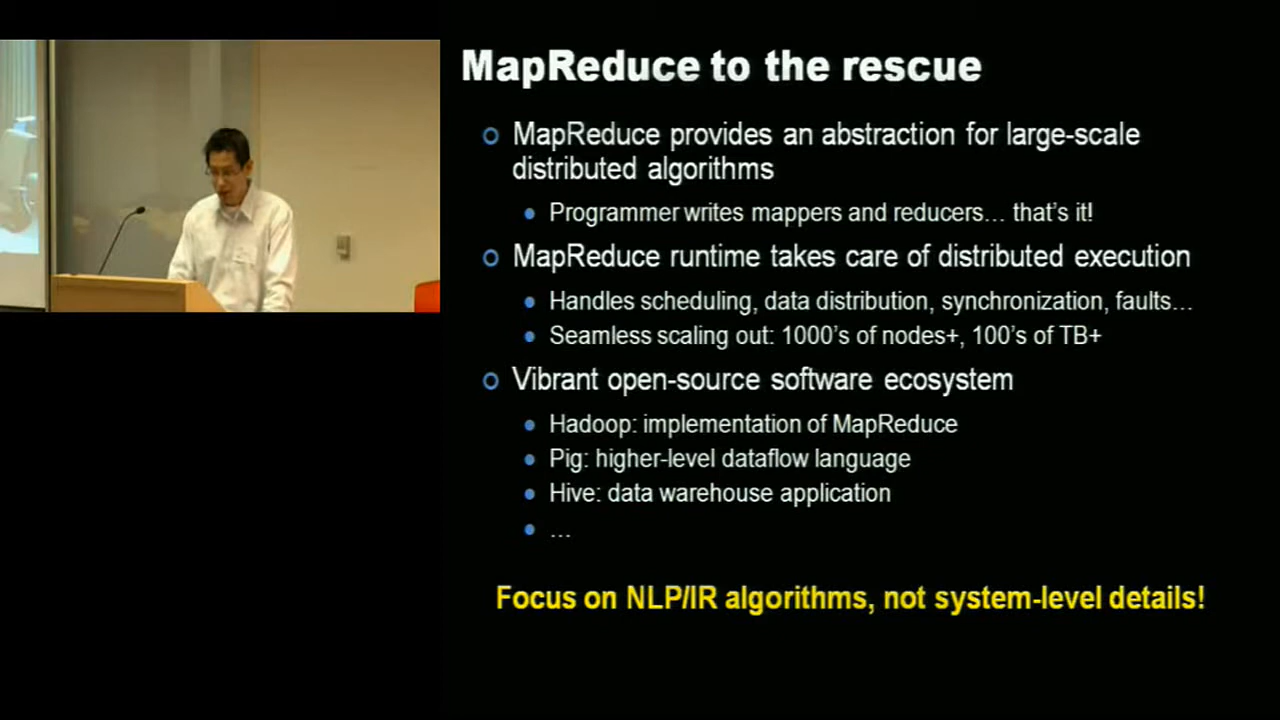 MapReduce to the rescue
MapReduce provides an abstraction for large-scale
distributed algorithms
Programmer writes mappers and reducers… that's it!
MapReduce runtime takes care of distributed execution
Handles scheduling, data distribution, synchronization, faults…
Seamless scaling out: 1000's of nodes+, 100's of TB+
Vibrant open-source software ecosystem
Hadoop: implementation of MapReduce
Pig: higher-level dataflow language
Hive: data warehouse application
…
Focus on NLP/IR algorithms, not system-level details!